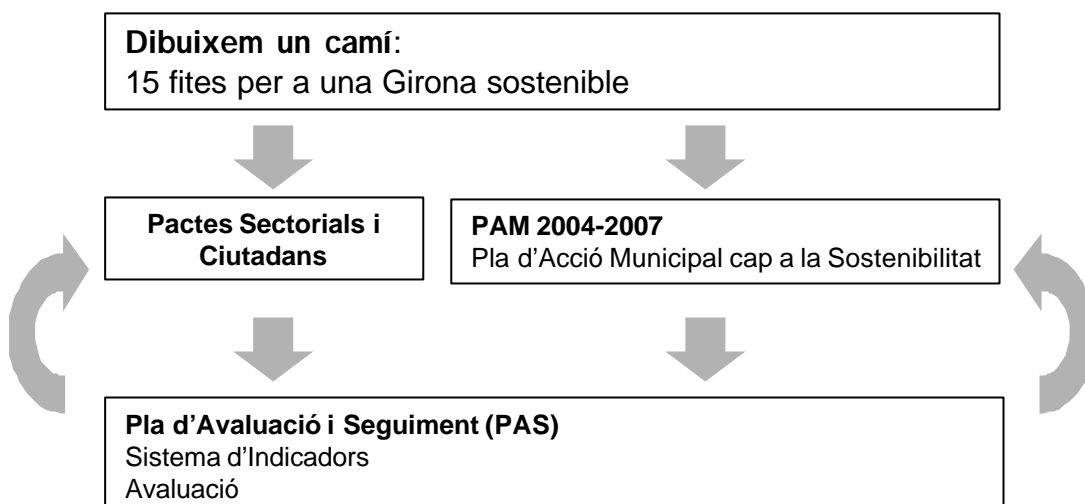 Dibuixem un camí:
15 fites per a una Girona sostenible
Pactes Sectorials i
Ciutadans
PAM 2004-2007
Pla d'Acció Municipal cap a la Sostenibilitat
Pla d'Avaluació i Seguiment (PAS)
Sistema d'Indicadors
Avaluació